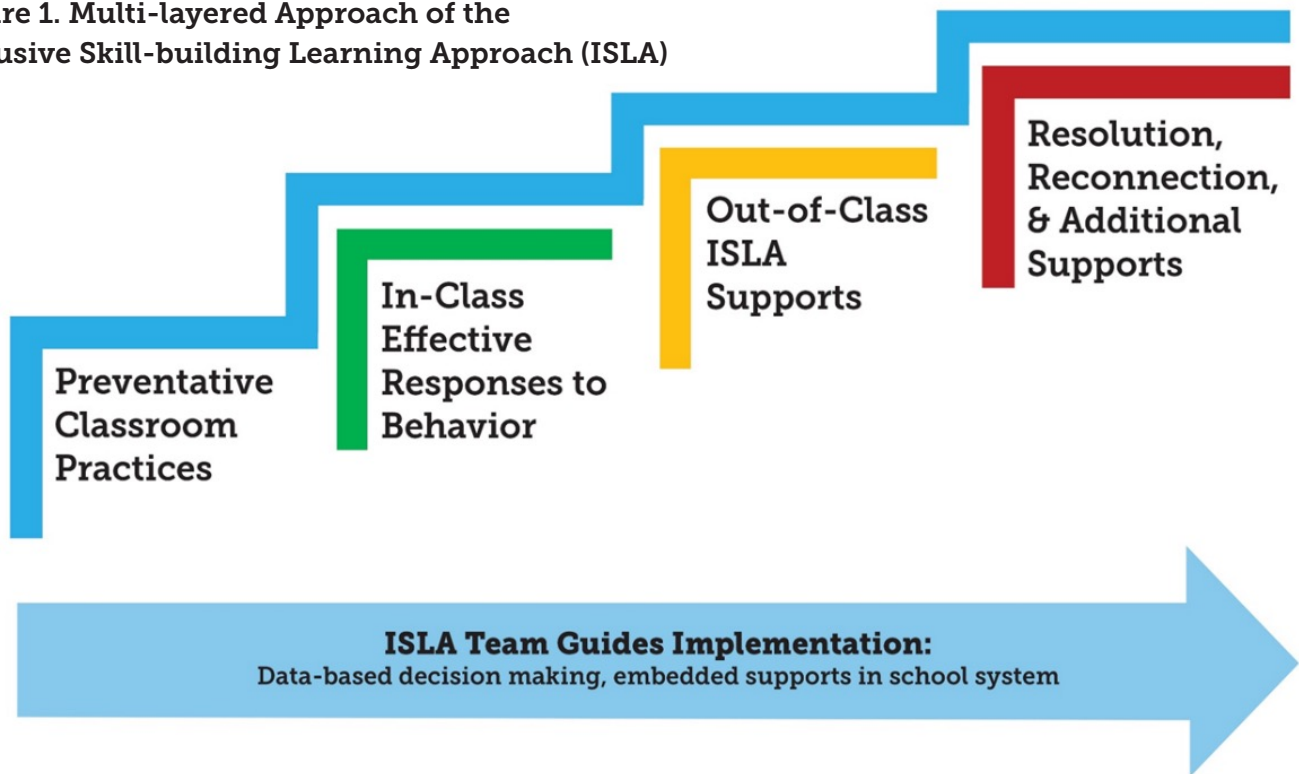 re 1. Multi-layered Approach of the
usive Skill-building Learning Approach (ISLA)
Preventative
Classroom
Practices
In-Class
Effective
Responses to
Behavior
Out-of-Class
ISLA
Supports
Resolution,
Reconnection,
& Additional
Supports
ISLA Team Guides Implementation:
Data-based decision making, embedded supports in school system